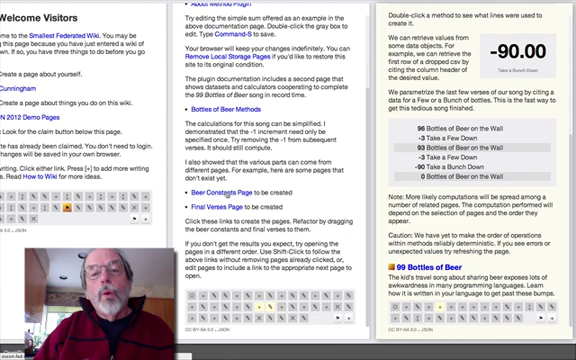 Welcome Visitors
me to the Smallest Federated Wiki. You may be
g this page because you have just entered a wiki of
own. If so, you have three things to do before you go
Create a page about yourself.
Cunningham
Create a page about things you do on this wiki.
N 2012 Demo Pages
Look for the claim button below this page.
te has already been claimed. You don't need to login.
hanges will be saved in your own browser.
writing. Click either link. Press [+] to add more writing
s. Read How to Wiki for more ideas.
SA 3.0 . JSON
About Method Plugin
Try editing the simple sum offered as an example in the
above documentation page. Double-click the gray box to
edit. Type Command-S to save.
Your browser will keep your changes indefinitely. You can
Remove Local Storage Pages if you'd like to restore this
site to its original condition.
The plugin documentation includes a second page that
shows datasets and calculators cooperating to complete
the 99 Bottles of Beer song in record time.
Bottles of Beer Methods
The calculations for this song can be simplified. I
demonstrated that the -1 increment need only be
specified once. Try removing the -1 from subsequent
verses. It should still compute.
I also showed that the various parts can come from
different pages. For example, here are some pages that
don't yet exist.
Beer Constants Page to be created
Final Verses Page to be created
Click these links to create the pages. Refactor by dragging
the beer constants and final verses to them.
If you don't get the results you expect, try opening the
pages in a different order. Use Shift-Click to follow the
above links without removing pages already clicked, or,
edit pages to include a link to the appropriate next page to
open.
CC BY-SA 3.0 . JSON
Double-click a method to see what lines were used to
create it.
We can retrieve values from
some data objects. For
example, we can retrieve the
first row of a dropped csv by
citing the column header of
the desired value.
-90.00
Take a Bunch Down
We parametrize the last few verses of our song by citing a
data for a Few or a Bunch of bottles. This is the fast way to
get this tedious song finished.
96 Bottles of Beer on the Wall
-3 Take a Few Down
93 Bottles of Beer on the Wall
-3 Take a Few Down
-90 Take a Bunch Down
0 Bottles of Beer on the Wall
Note: More likely computations will be spread among a
number of related pages. The computation performed will
depend on the selection of pages and the order they
appear.
Caution: We have yet to make the order of operations
within methods reliably deterministic. If you see errors or
unexpected values try refreshing the page.
99 Bottles of Beer
The kid's travel song about sharing beer exposes lots of
awkwardness in many programming languages.
Learn how it is written in your language to get past these bumps.
CC BY-SA 3.0 . JSON